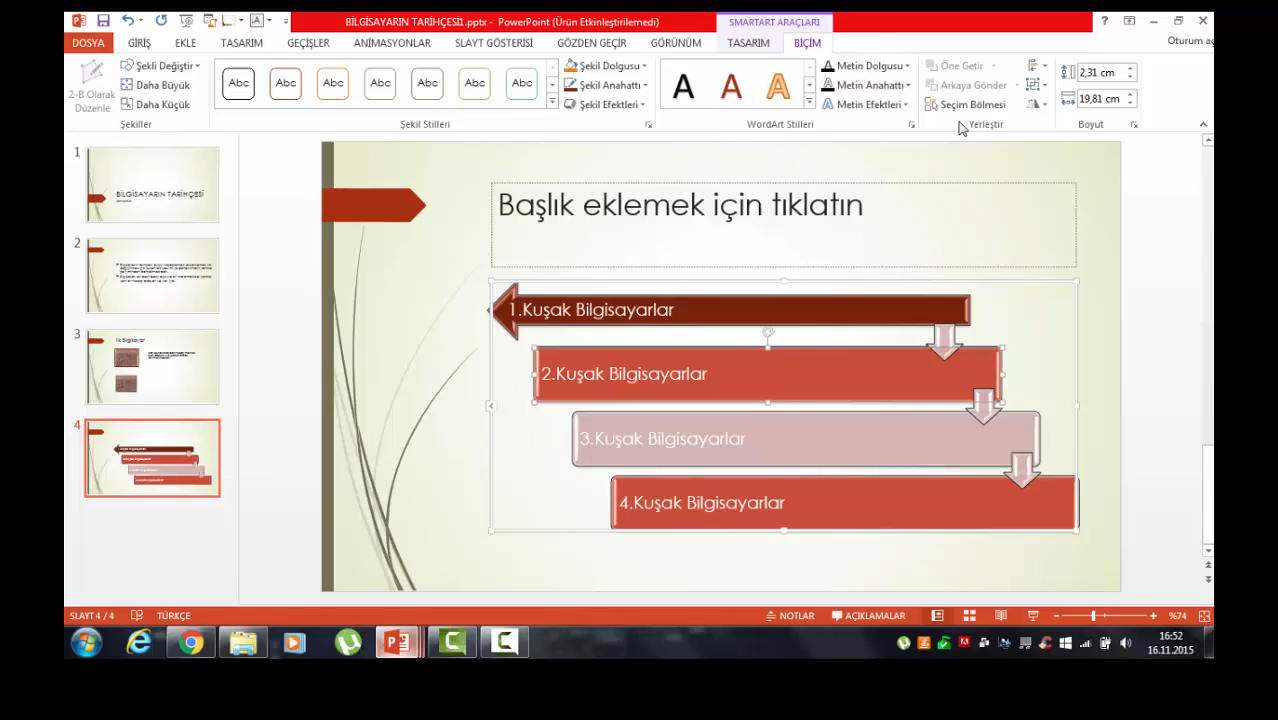 BİLGİSAYARIN TARİHÇESİ1.pptx - PowerPoint (Ürün Etkinleştirilemedi)
SMARTART ARAÇLARI
?
DOSYA GİRİŞ EKLE TASARIM GEÇİŞLER ANİMASYONLAR SLAYT GÖSTERİSİ GÖZDEN GEÇİR GÖRÜNÜM TASARIM BİÇİM
Oturum aç
2-B Olarak Düzenle
Şekli Değiştir
Daha Büyük
Daha Küçük
Şekiller
Abc Abc Abc Abc Abc Abc Abc
Şekil Dolgusu
Şekil Anahattı
Şekil Efektleri
Şekil Stilleri
A A A
Metin Dolgusu
Metin Anahattı
Metin Efektleri
WordArt Stilleri
Öne Getir
Arkaya Gönder
Seçim Bölmesi
Yerleştir
2,31 cm
19,81 cm
Boyut
1
BİLGİSAYARIN TARİHÇESİ
2
3
İlk Bilgisayar
4
Başlık eklemek için tıklatın
1.Kuşak Bilgisayarlar
2.Kuşak Bilgisayarlar
3.Kuşak Bilgisayarlar
4.Kuşak Bilgisayarlar
SLAYT 4 / 4 TÜRKÇE NOTLAR AÇIKLAMALAR %74
16:52
16.11.2015